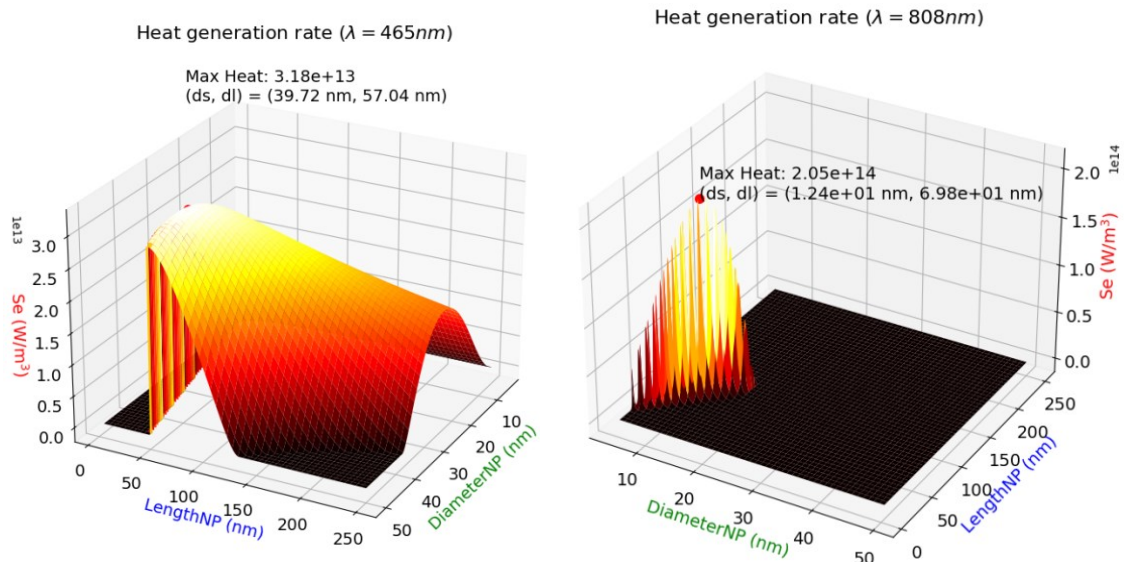 Heat generation rate (λ = 465nm)
Max Heat: 3.18e+13
(ds, dl) = (39.72 nm, 57.04 nm)
1e13
3.0
2.5
2.0
1.5
1.0
0.5
0.0
Se (W/m³)
0
50
100
150
200
250
LengthNP (nm)
10
20
30
40
50
DiameterNP (nm)
Heat generation rate (λ = 808nm)
Max Heat: 2.05e+14
(ds, dl) = (1.24e+01 nm, 6.98e+01 nm)
1e14
2.0
1.5
1.0
0.5
0.0
Se (W/m³)
10
20
30
40
50
DiameterNP (nm)
250
200
150
100
50
0
LengthNP (nm)